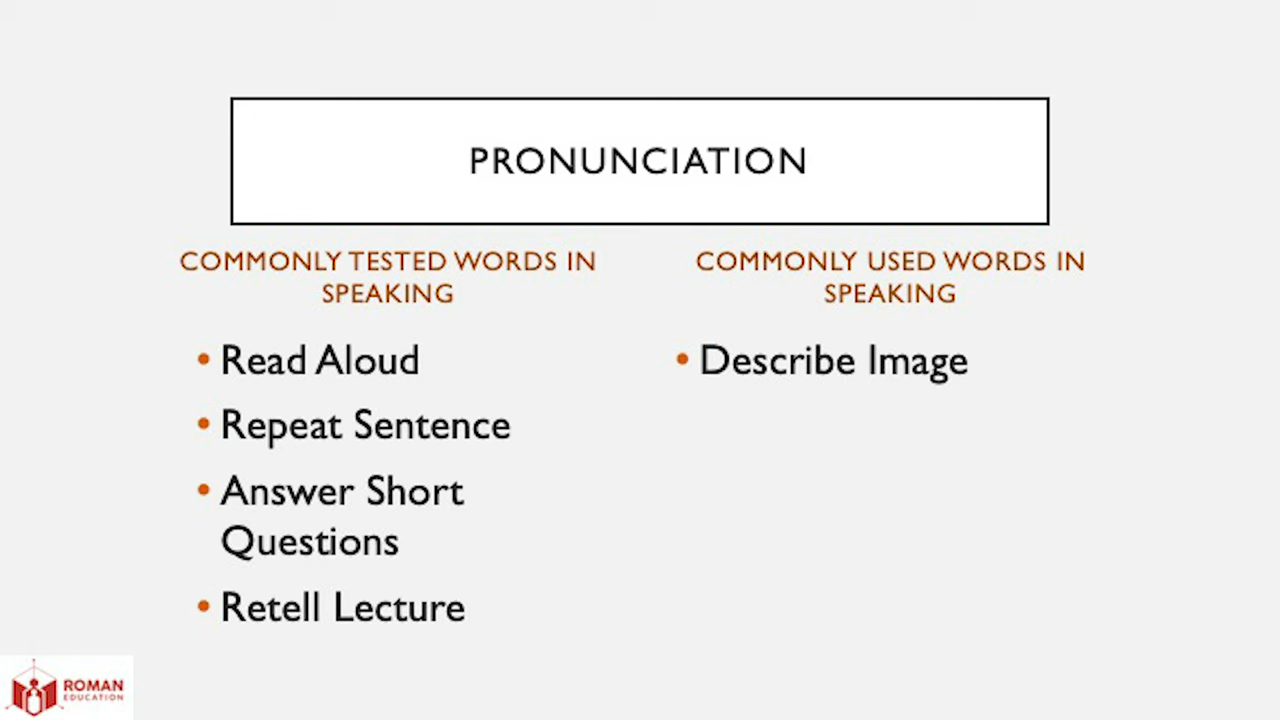 PRONUNCIATION
COMMONLY TESTED WORDS IN
SPEAKING
• Read Aloud
• Repeat Sentence
• Answer Short
Questions
• Retell Lecture
COMMONLY USED WORDS IN
SPEAKING
• Describe Image
ROMAN
EDUCATION